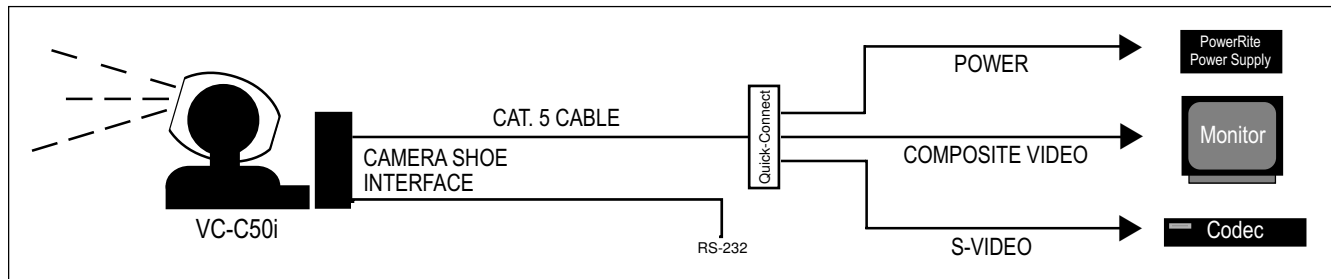 PowerRite
Power Supply
POWER
CAT. 5 CABLE
Quick-Connect
COMPOSITE VIDEO
Monitor
CAMERA SHOE
INTERFACE
VC-C50i
RS-232
S-VIDEO
Codec